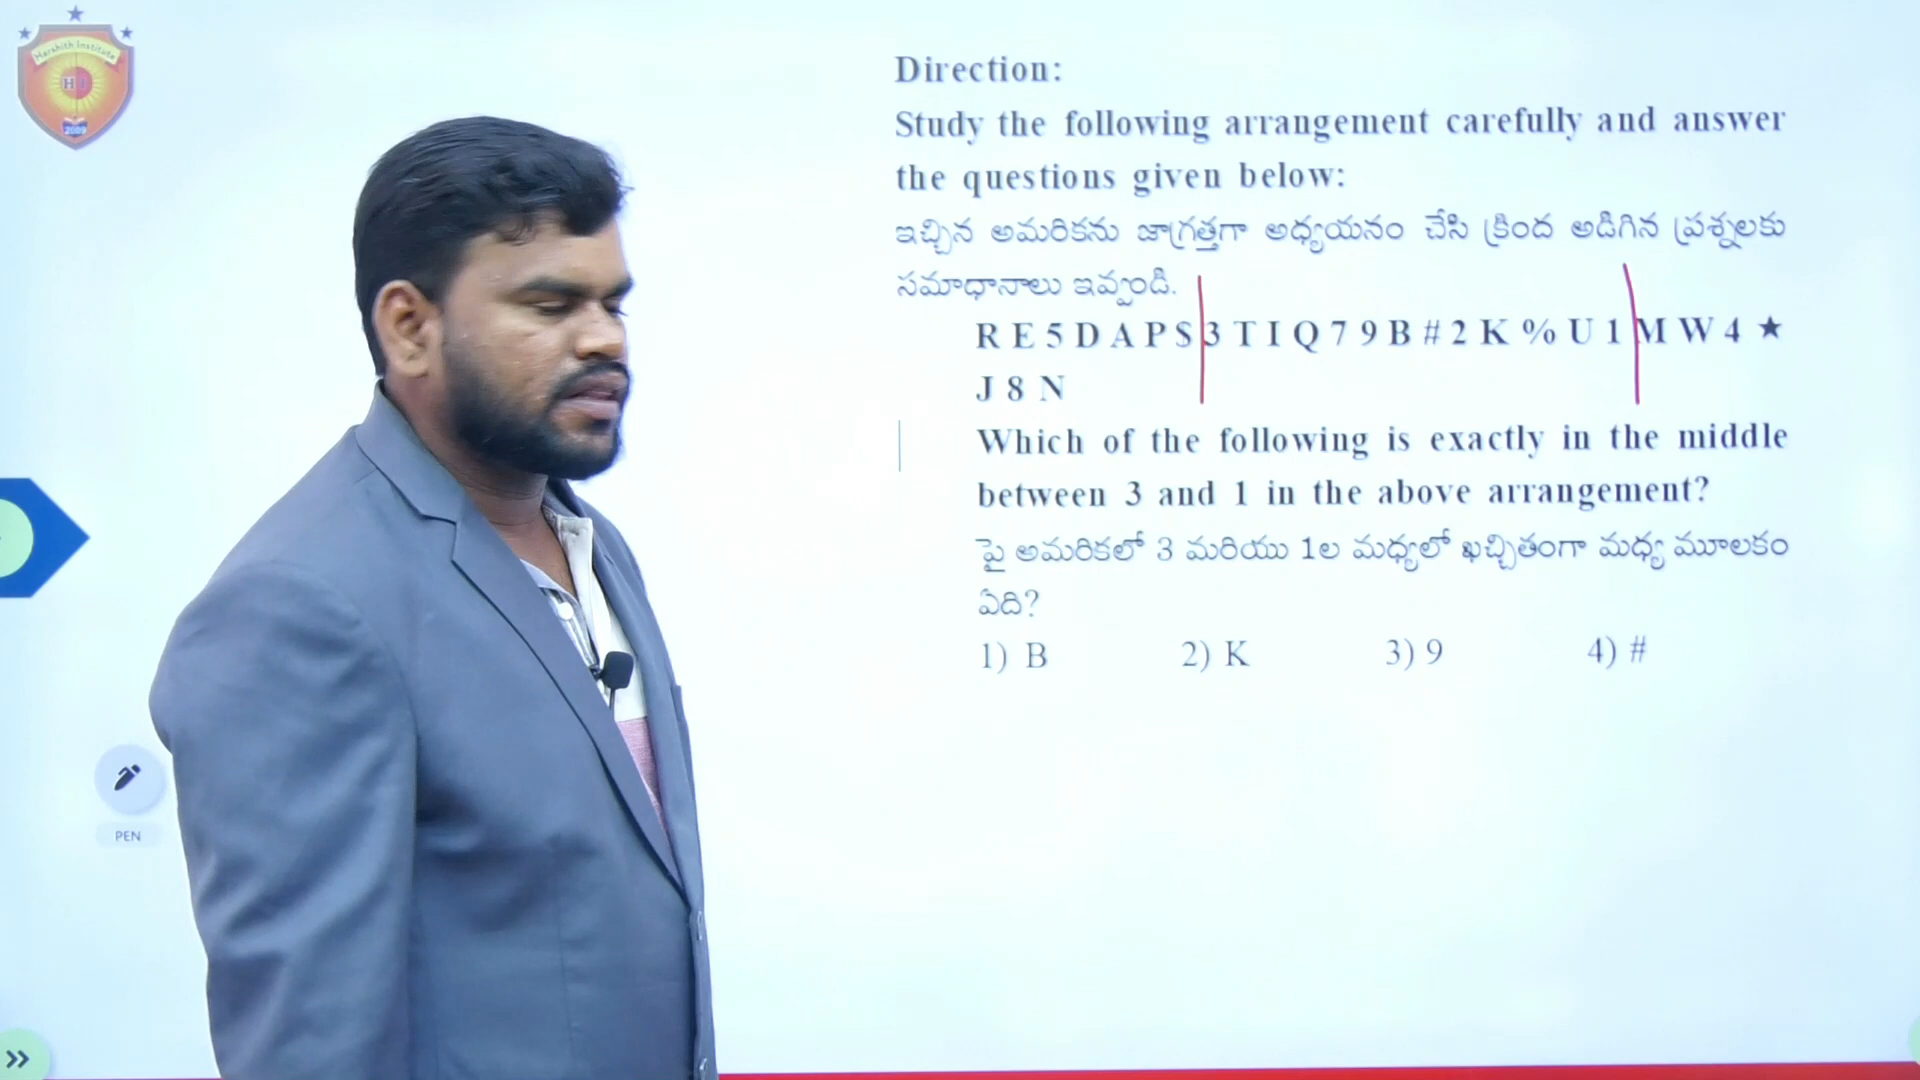 Harshith Institute
H I
2009
Direction:
Study the following arrangement carefully and answer
the questions given below:
ఇచ్చిన అమరికను జాగ్రత్తగా అధ్యయనం చేసి క్రింద అడిగిన ప్రశ్నలకు
సమాధానాలు ఇవ్వండి.
R E 5 D A P S 3 T I Q 7 9 B # 2 K % U 1 M W 4 ★
J 8 N
Which of the following is exactly in the middle
between 3 and 1 in the above arrangement?
పై అమరికలో 3 మరియు 1ల మధ్యలో ఖచ్చితంగా మధ్య మూలకం
ఏది?
1) B 2) K 3) 9 4) #
PEN